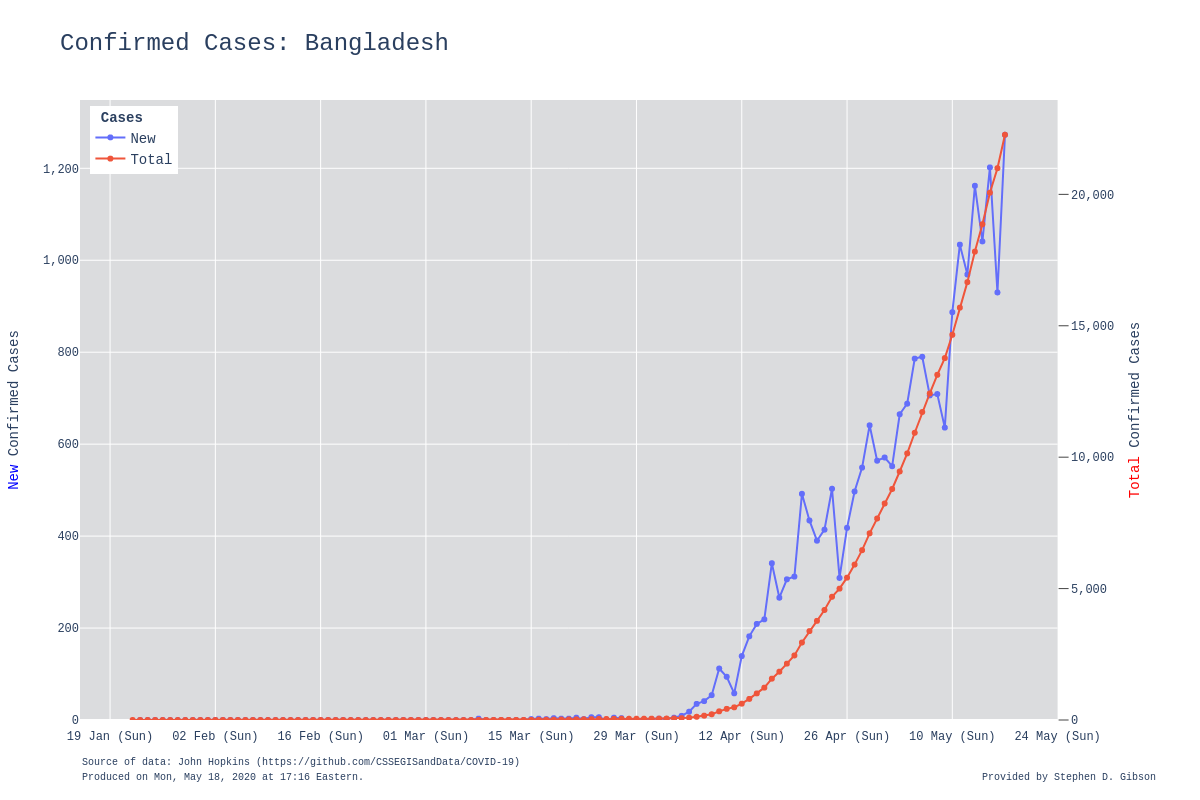 Confirmed Cases: Bangladesh
Cases
New
Total
1,200
1,000
800
600
400
200
0
20,000
15,000
10,000
5,000
0
New Confirmed Cases
Total Confirmed Cases
19 Jan (Sun) 02 Feb (Sun) 16 Feb (Sun) 01 Mar (Sun) 15 Mar (Sun) 29 Mar (Sun) 12 Apr (Sun) 26 Apr (Sun) 10 May (Sun) 24 May (Sun)
Source of data: John Hopkins (https://github.com/CSSEGISandData/COVID-19)
Produced on Mon, May 18, 2020 at 17:16 Eastern.
Provided by Stephen D. Gibson